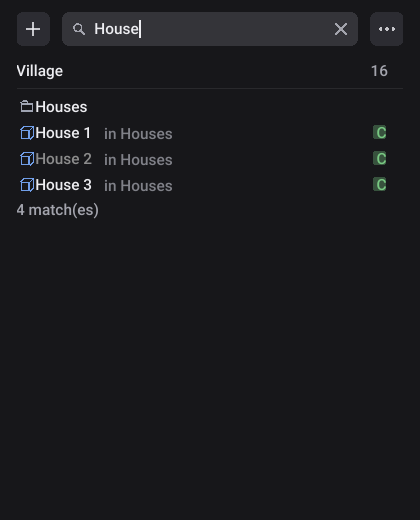 House
Village 16
Houses
House 1 in Houses C
House 2 in Houses C
House 3 in Houses C
4 match(es)